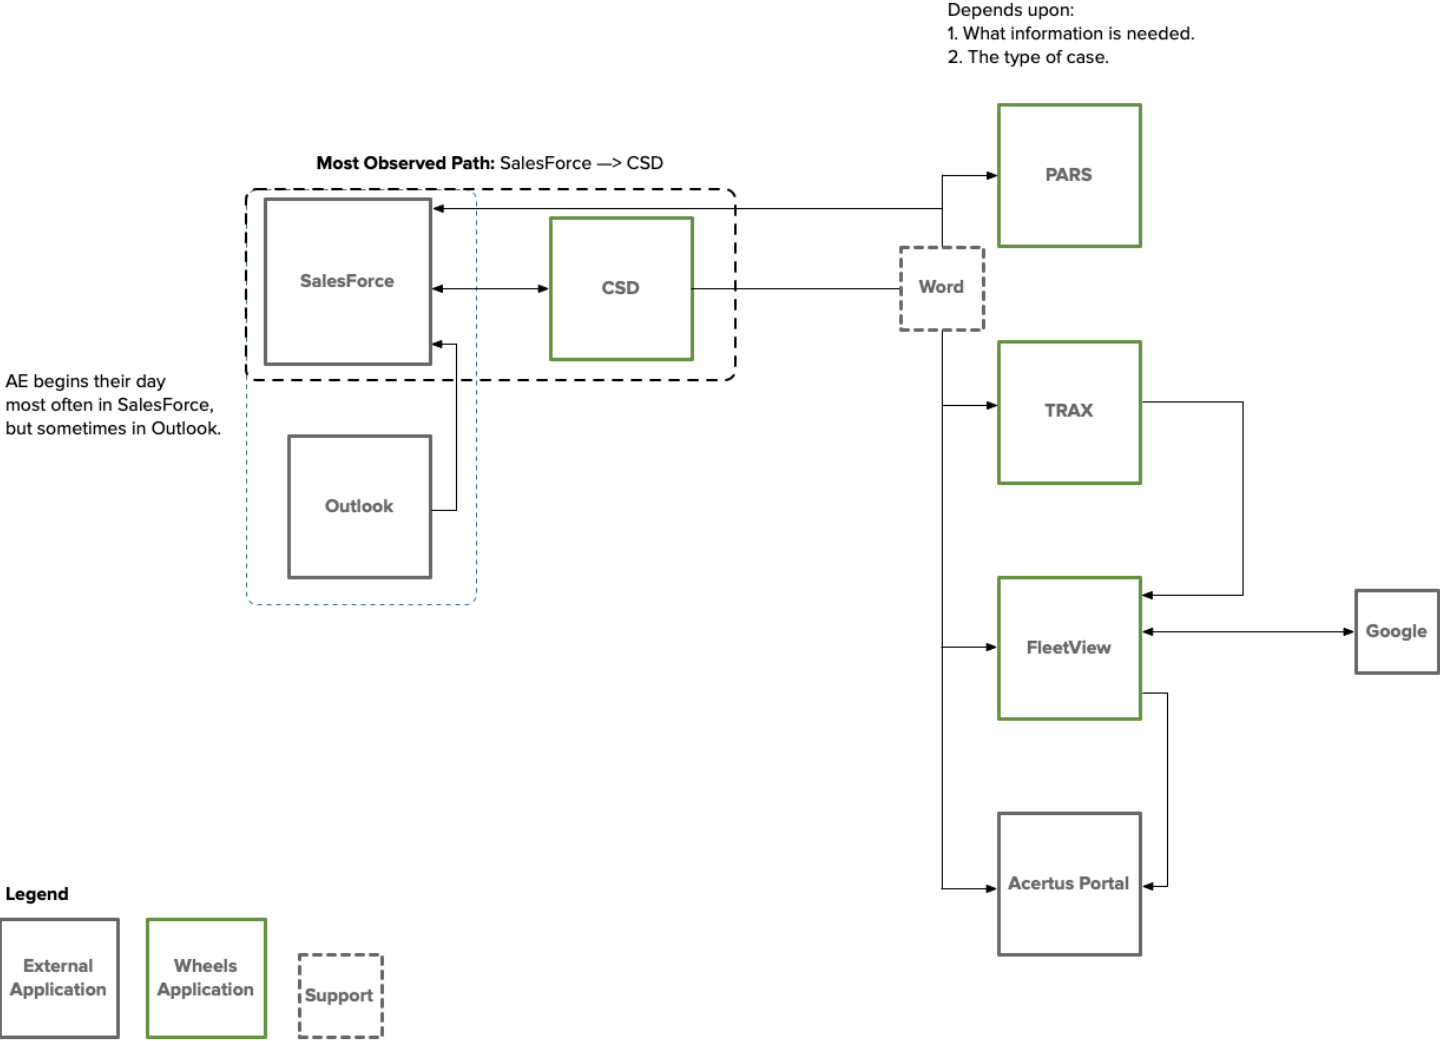 Depends upon:
1. What information is needed.
2. The type of case.
PARS
Most Observed Path: SalesForce —> CSD
SalesForce
CSD
Word
AE begins their day
most often in SalesForce,
but sometimes in Outlook.
TRAX
Outlook
FleetView
Google
Acertus Portal
Legend
External
Application
Wheels
Application
Support